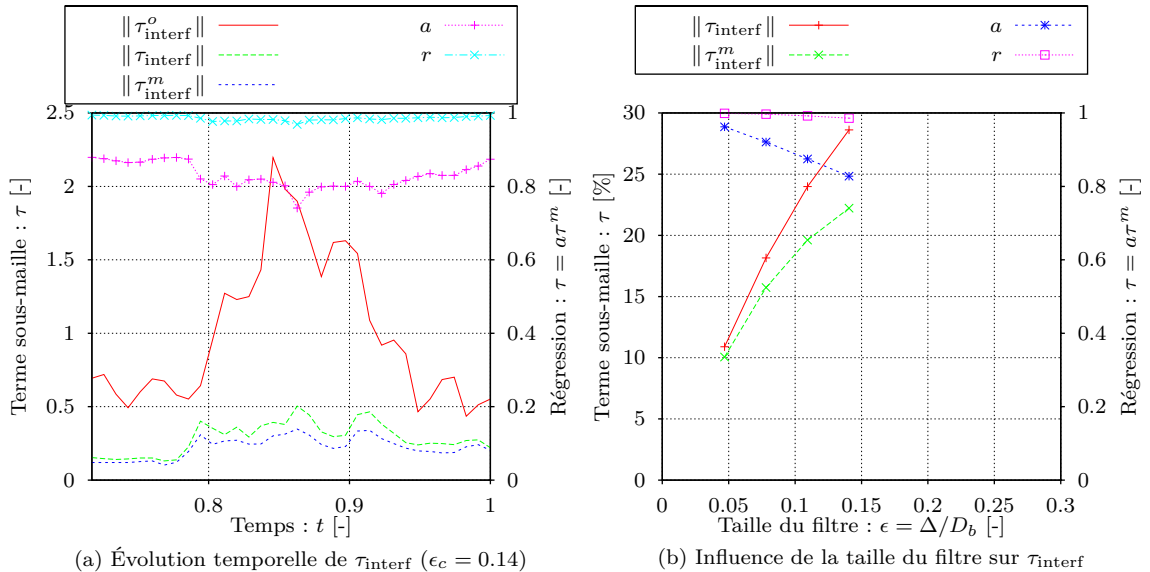 ‖ τ^o_interf ‖
‖ τ_interf ‖
‖ τ^m_interf ‖
a
r
2.5
2
1.5
1
0.5
0
1
0.8
0.6
0.4
0.2
0
0.8
0.9
1
Terme sous-maille : τ [-]
Régression : τ = aτ^m [-]
Temps : t [-]
(a) Évolution temporelle de τ_interf (ϵ_c = 0.14)
‖ τ_interf ‖
‖ τ^m_interf ‖
a
r
30
25
20
15
10
5
0
30
1
0.8
0.6
0.4
0.2
0
0
0.05
0.1
0.15
0.2
0.25
0.3
Terme sous-maille : τ [%]
Régression : τ = aτ^m [-]
Taille du filtre : ϵ = Δ/D_b [-]
(b) Influence de la taille du filtre sur τ_interf